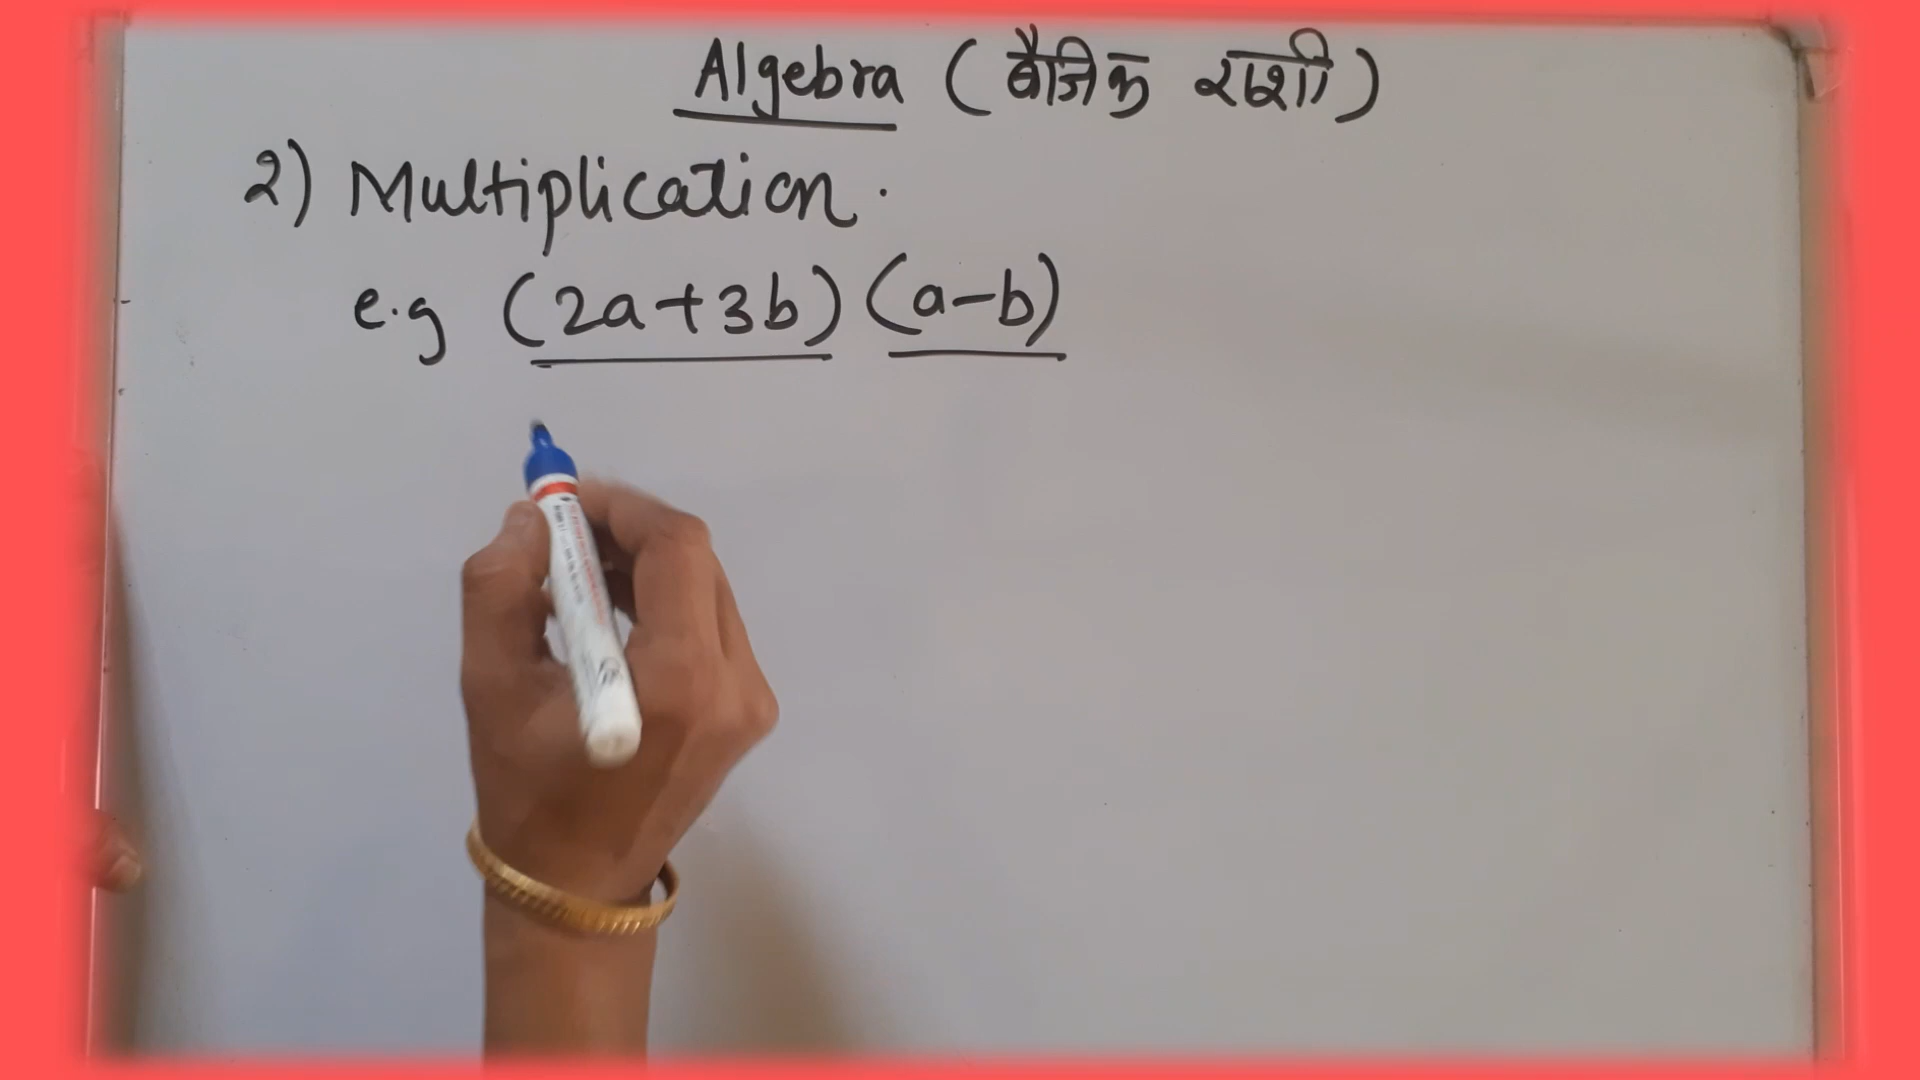 Algebra (बैजिक राशी)
2) Multiplication.
e.g (2a+3b) (a-b)